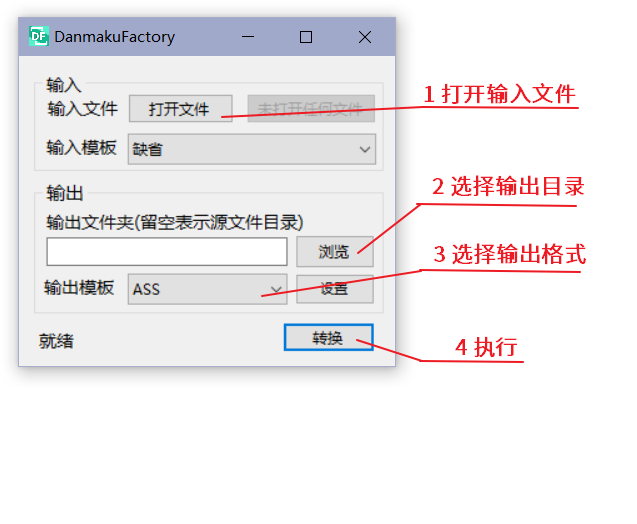 DF DanmakuFactory
输入
输入文件 打开文件 未打开任何文件
1 打开输入文件
输入模板 缺省
输出
2 选择输出目录
输出文件夹(留空表示源文件目录)
浏览
3 选择输出格式
输出模板 ASS 设置
就绪 转换
4 执行